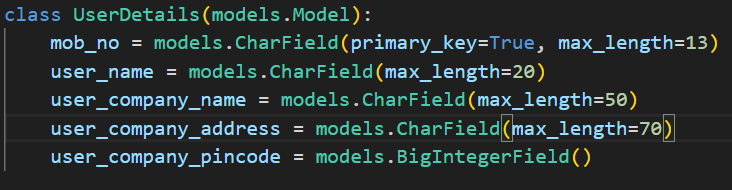 class UserDetails(models.Model):
    mob_no = models.CharField(primary_key=True, max_length=13)
    user_name = models.CharField(max_length=20)
    user_company_name = models.CharField(max_length=50)
    user_company_address = models.CharField(max_length=70)
    user_company_pincode = models.BigIntegerField()